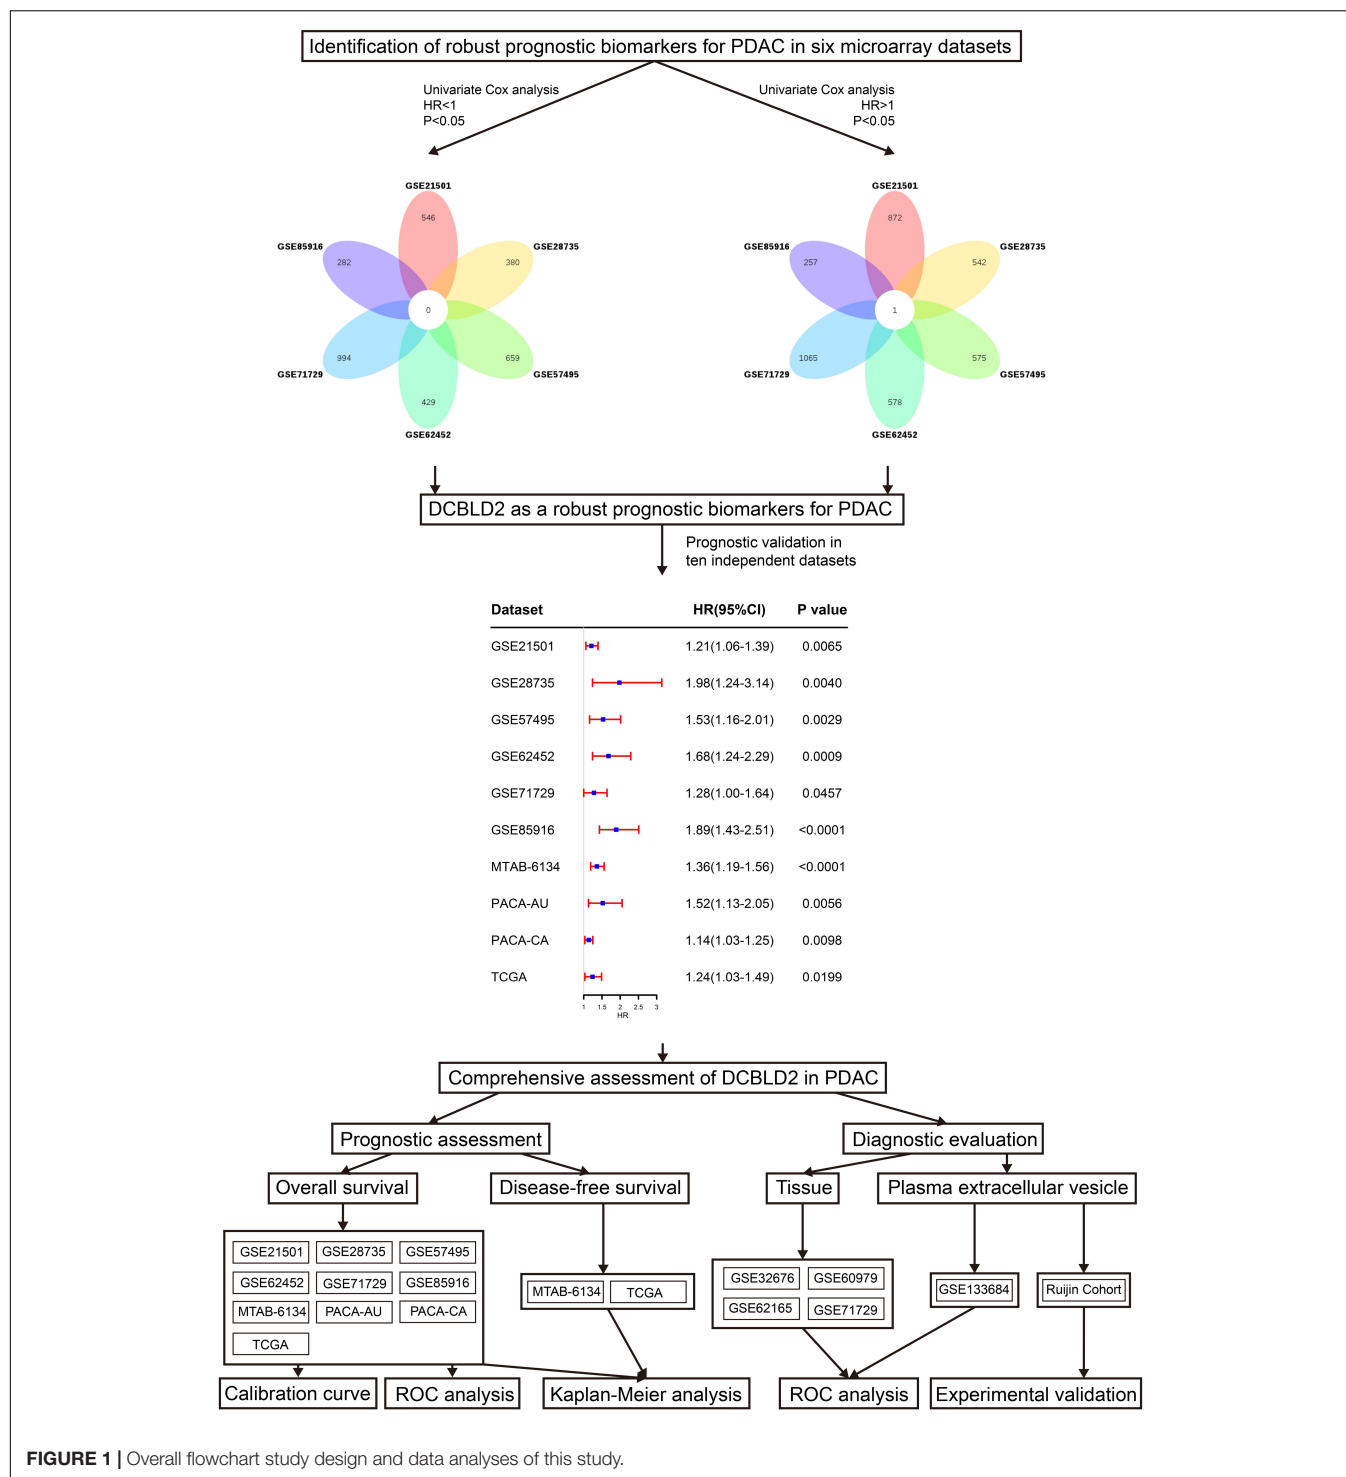 Identification of robust prognostic biomarkers for PDAC in six microarray datasets
Univariate Cox analysis
HR<1
P<0.05
Univariate Cox analysis
HR>1
P<0.05
GSE21501
546
GSE85916
282
GSE28735
380
0
994
GSE71729
659
GSE57495
429
GSE62452
GSE21501
872
GSE85916
257
GSE28735
542
1
1065
GSE71729
575
GSE57495
578
GSE62452
DCBLD2 as a robust prognostic biomarkers for PDAC
Prognostic validation in
ten independent datasets
Dataset HR(95%CI) P value
GSE21501 1.21(1.06-1.39) 0.0065
GSE28735 1.98(1.24-3.14) 0.0040
GSE57495 1.53(1.16-2.01) 0.0029
GSE62452 1.68(1.24-2.29) 0.0009
GSE71729 1.28(1.00-1.64) 0.0457
GSE85916 1.89(1.43-2.51) <0.0001
MTAB-6134 1.36(1.19-1.56) <0.0001
PACA-AU 1.52(1.13-2.05) 0.0056
PACA-CA 1.14(1.03-1.25) 0.0098
TCGA 1.24(1.03-1.49) 0.0199
1 1.5 2 2.5 3
HR
Comprehensive assessment of DCBLD2 in PDAC
Prognostic assessment
Diagnostic evaluation
Overall survival
Disease-free survival
Tissue
Plasma extracellular vesicle
GSE21501 GSE28735 GSE57495
GSE62452 GSE71729 GSE85916
MTAB-6134 PACA-AU PACA-CA
TCGA
MTAB-6134 TCGA
GSE32676 GSE60979
GSE62165 GSE71729
GSE133684
Ruijin Cohort
Calibration curve
ROC analysis
Kaplan-Meier analysis
ROC analysis
Experimental validation
FIGURE 1 | Overall flowchart study design and data analyses of this study.